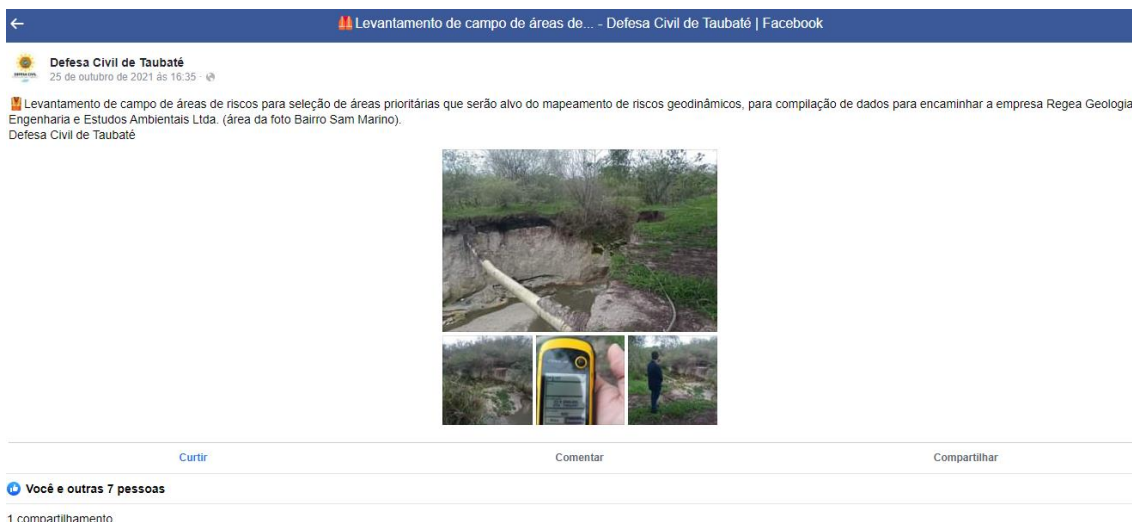 Levantamento de campo de áreas de... - Defesa Civil de Taubaté | Facebook
Defesa Civil de Taubaté
25 de outubro de 2021 às 16:35 ·
Levantamento de campo de áreas de riscos para seleção de áreas prioritárias que serão alvo do mapeamento de riscos geodinâmicos, para compilação de dados para encaminhar a empresa Regea Geologia
Engenharia e Estudos Ambientais Ltda. (área da foto Bairro Sam Marino).
Defesa Civil de Taubaté
Curtir
Comentar
Compartilhar
Você e outras 7 pessoas
1 compartilhamento